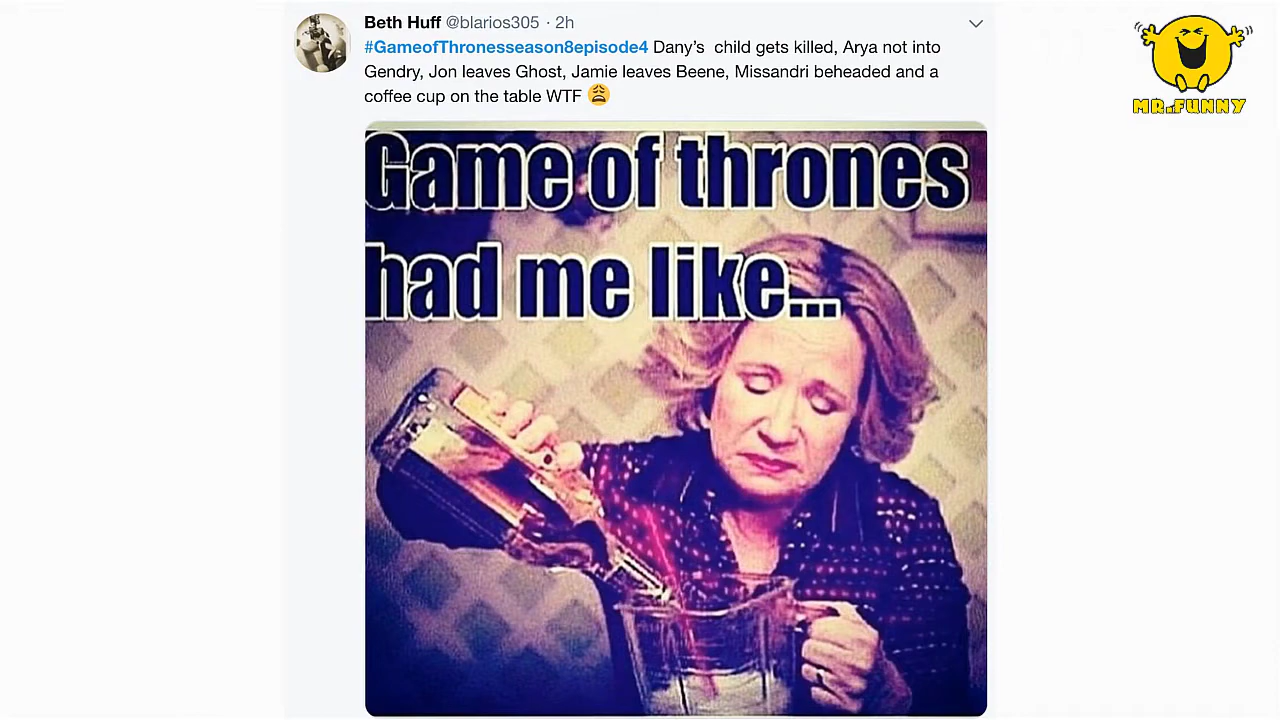 Beth Huff @blarios305 · 2h
#GameofThronesseason8episode4 Dany’s  child gets killed, Arya not into
Gendry, Jon leaves Ghost, Jamie leaves Beene, Missandri beheaded and a
coffee cup on the table WTF 😩
MR.FUNNY
Game of thrones
had me like...